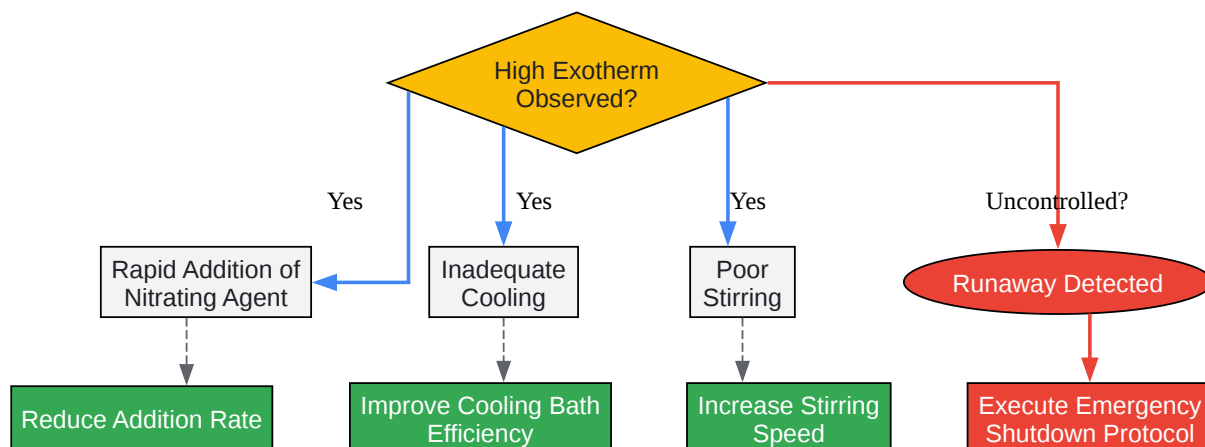 High Exotherm
Observed?
Yes
Yes
Yes
Uncontrolled?
Rapid Addition of
Nitrating Agent
Inadequate
Cooling
Poor
Stirring
Runaway Detected
Reduce Addition Rate
Improve Cooling Bath
Efficiency
Increase Stirring
Speed
Execute Emergency
Shutdown Protocol